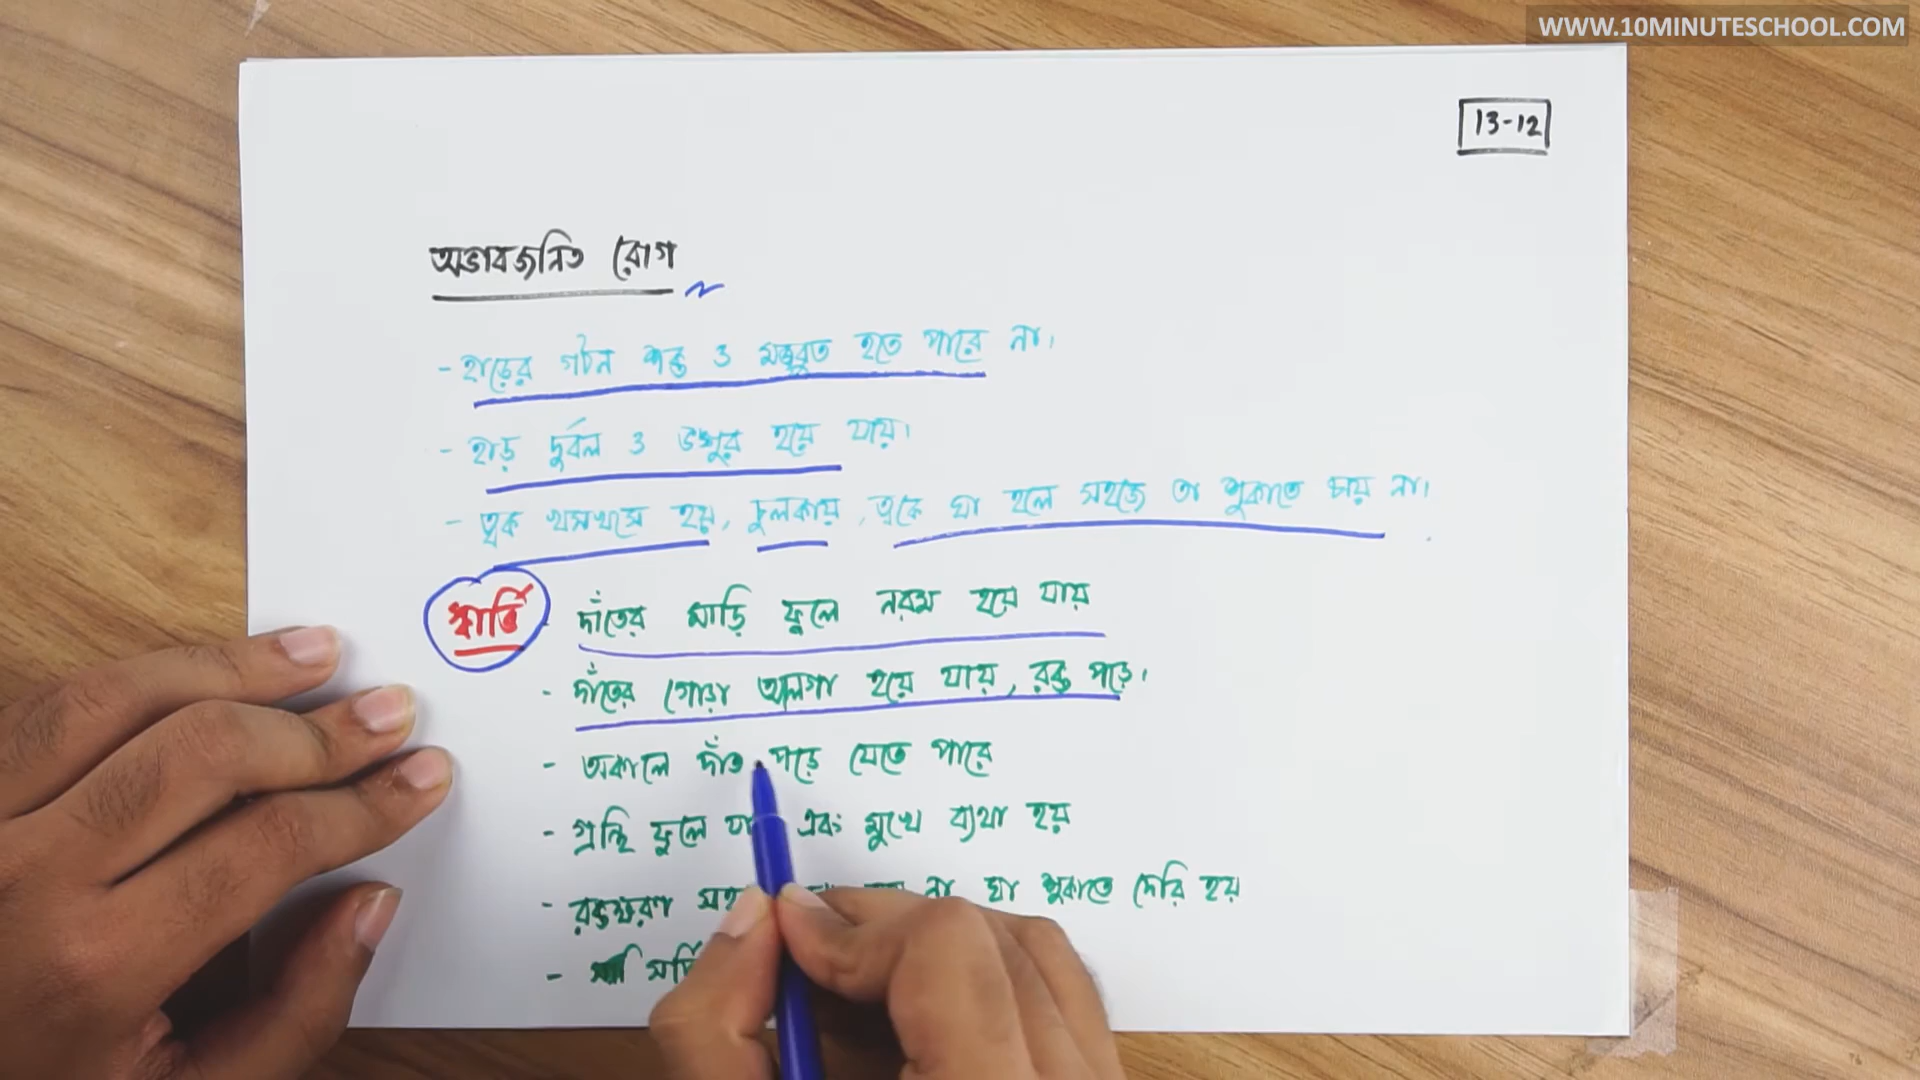 WWW.10MINUTESCHOOL.COM
13-12
অভাবজনিত রোগ
- হাড়ের গঠন শক্ত ও মজবুত হতে পারে না।
- হাড় দুর্বল ও ভঙ্গুর হয়ে যায়।
- ত্বক খসখসে হয়, চুলকায়, ত্বকে ঘা হলে সহজে তা শুকাতে চায় না।
স্কার্ভি - দাঁতের মাড়ি ফুলে নরম হয়ে যায়
- দাঁতের গোড়া আলগা হয়ে যায়, রক্ত পড়ে।
- অকালে দাঁত পড়ে যেতে পারে
- গ্রন্থি ফুলে এবং মুখে ব্যথা হয়
- রক্তক্ষরণ না ঘা শুকাতে দেরি হয়
-